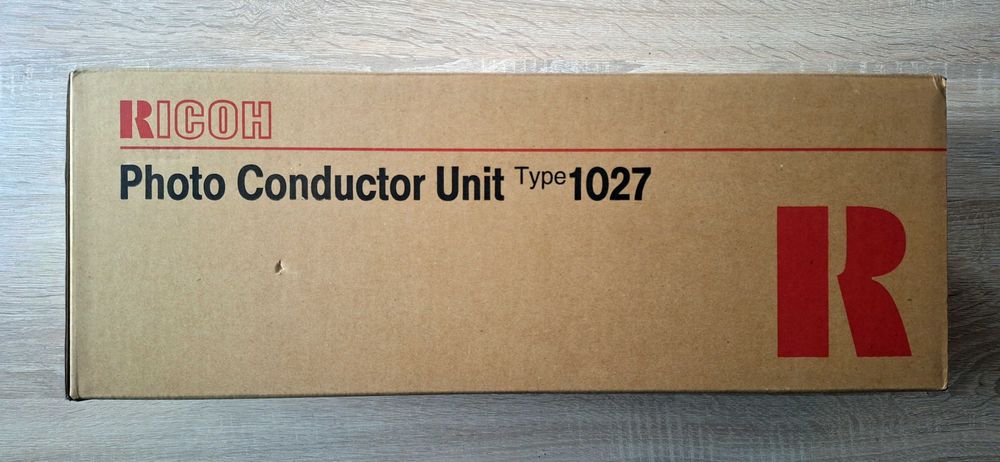 RICOH
Photo Conductor Unit Type 1027
R